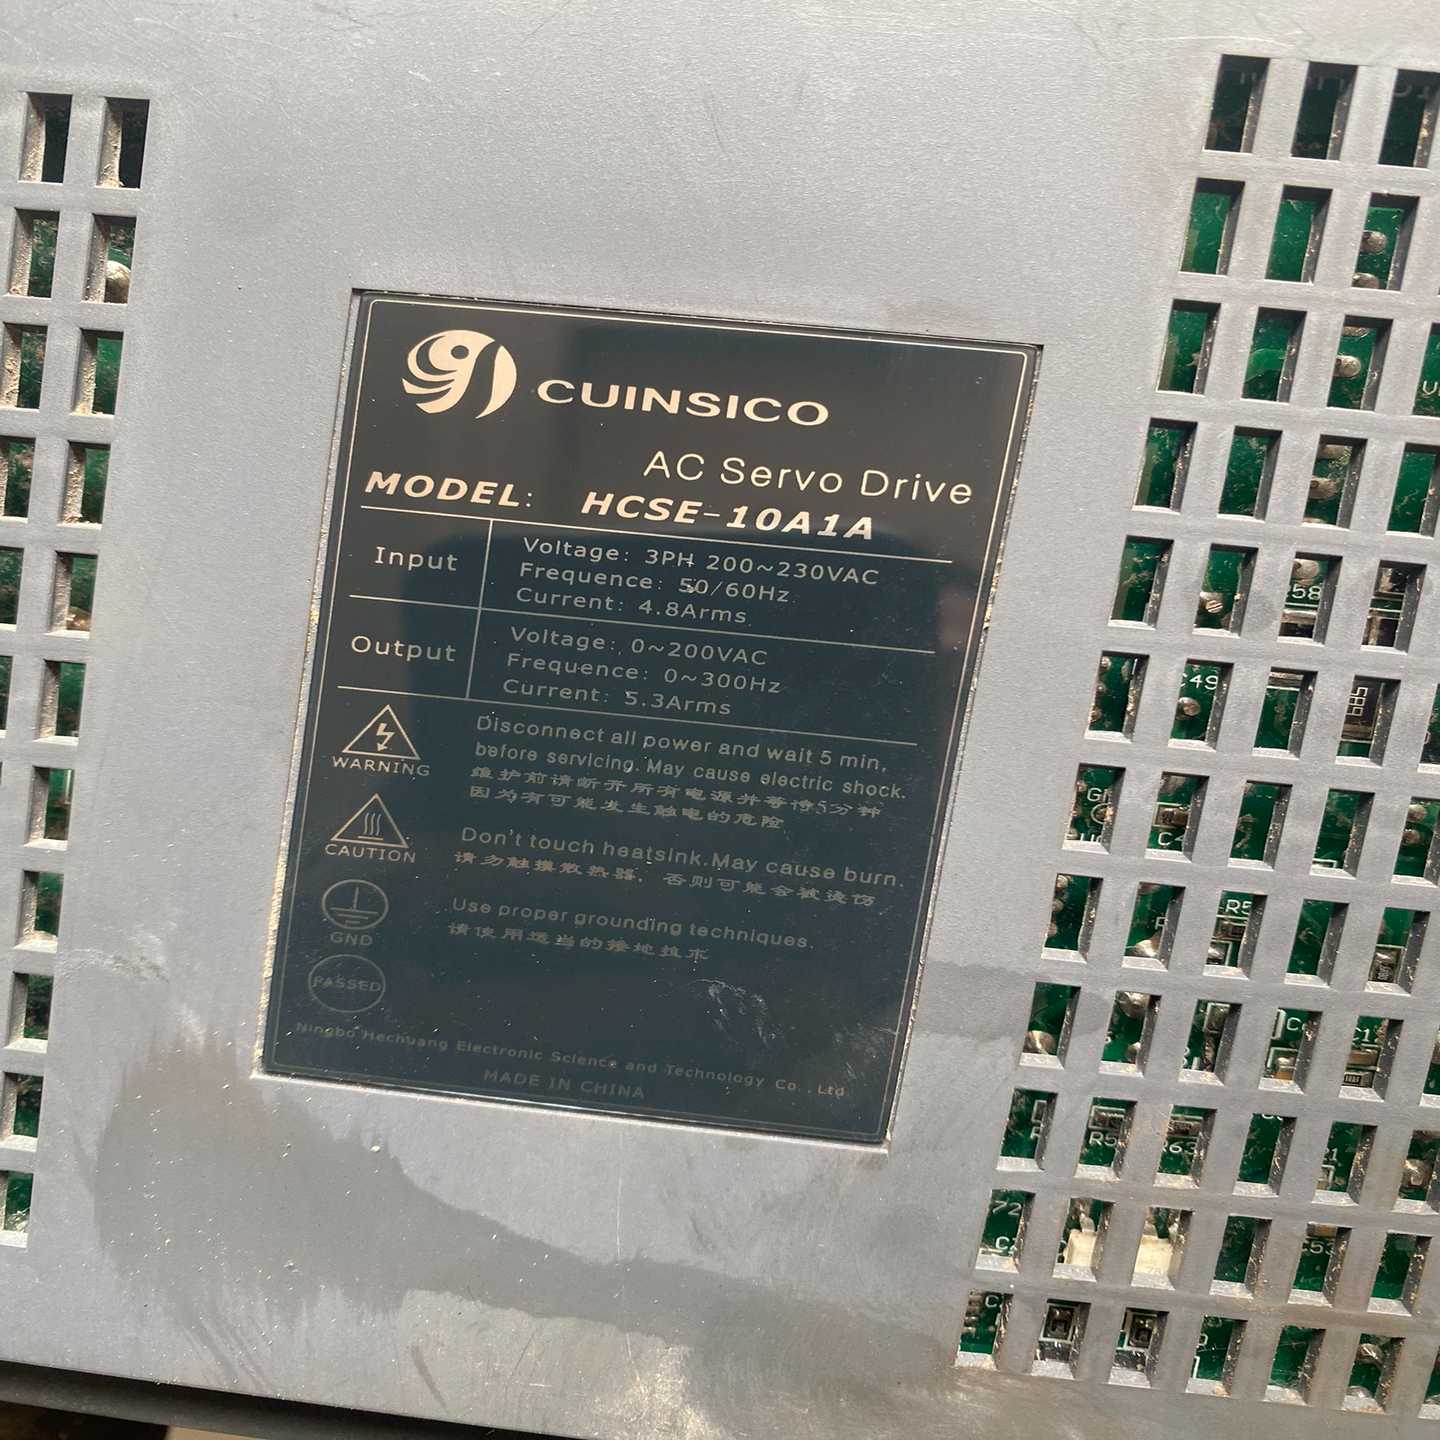 CUINSICO
AC Servo Drive
MODEL: HCSE-10A1A
Input
Voltage: 3PH 200~230VAC
Frequence: 50/60Hz
Current: 4.8Arms
Output
Voltage: 0~200VAC
Frequence: 0~300Hz
Current: 5.3Arms
WARNING
Disconnect all power and wait 5 min,
before servicing. May cause electric shock.
维护前请断开所有电源并等待5分钟
因为有可能发生触电的危险
CAUTION
Don't touch heatsink.May cause burn.
请勿触摸散热器, 否则可能会被烫伤
GND
Use proper grounding techniques.
请使用适当的接地技术
PASSED
Ningbo Hechuang Electronic Science and Technology Co., Ltd
MADE IN CHINA